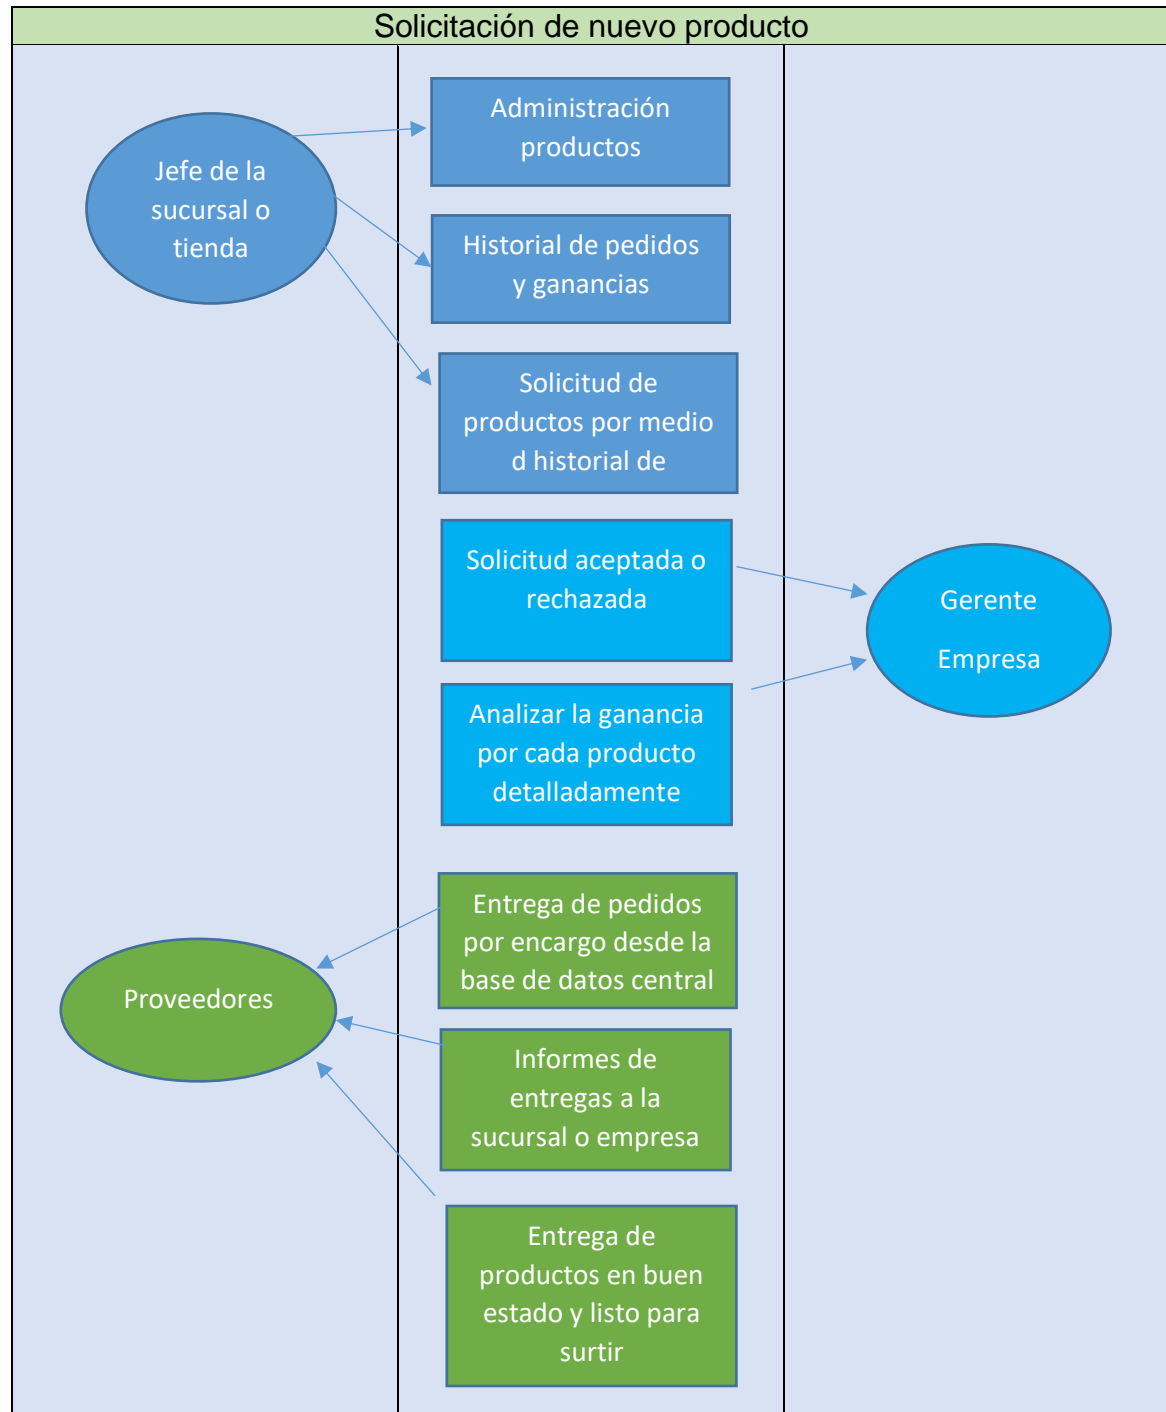 Solicitación de nuevo producto
Jefe de la
sucursal o
tienda
Administración
productos
Historial de pedidos
y ganancias
Solicitud de
productos por medio
d historial de
Solicitud aceptada o
rechazada
Gerente
Empresa
Analizar la ganancia
por cada producto
detalladamente
Proveedores
Entrega de pedidos
por encargo desde la
base de datos central
Informes de
entregas a la
sucursal o empresa
Entrega de
productos en buen
estado y listo para
surtir